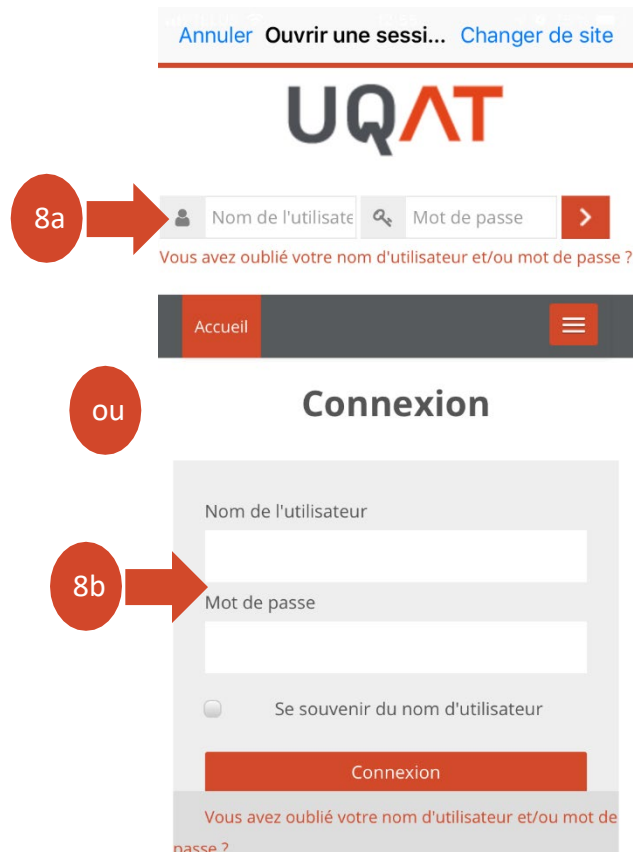 Annuler Ouvrir une sessi... Changer de site
UQAT
8a
Nom de l'utilisate Mot de passe
Vous avez oublié votre nom d'utilisateur et/ou mot de passe ?
Accueil
ou
Connexion
Nom de l'utilisateur
8b
Mot de passe
Se souvenir du nom d'utilisateur
Connexion
Vous avez oublié votre nom d'utilisateur et/ou mot de
passe ?